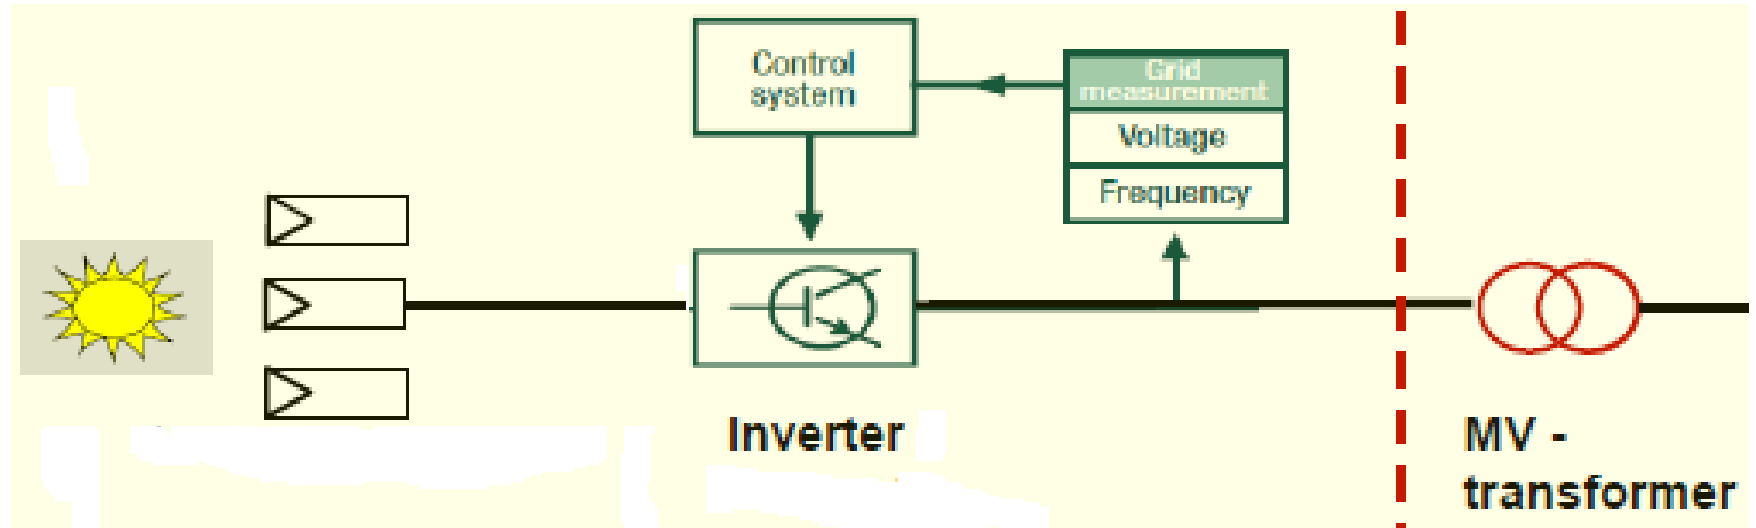 Control
system
Grid
measurement
Voltage
Frequency
Inverter
MV -
transformer